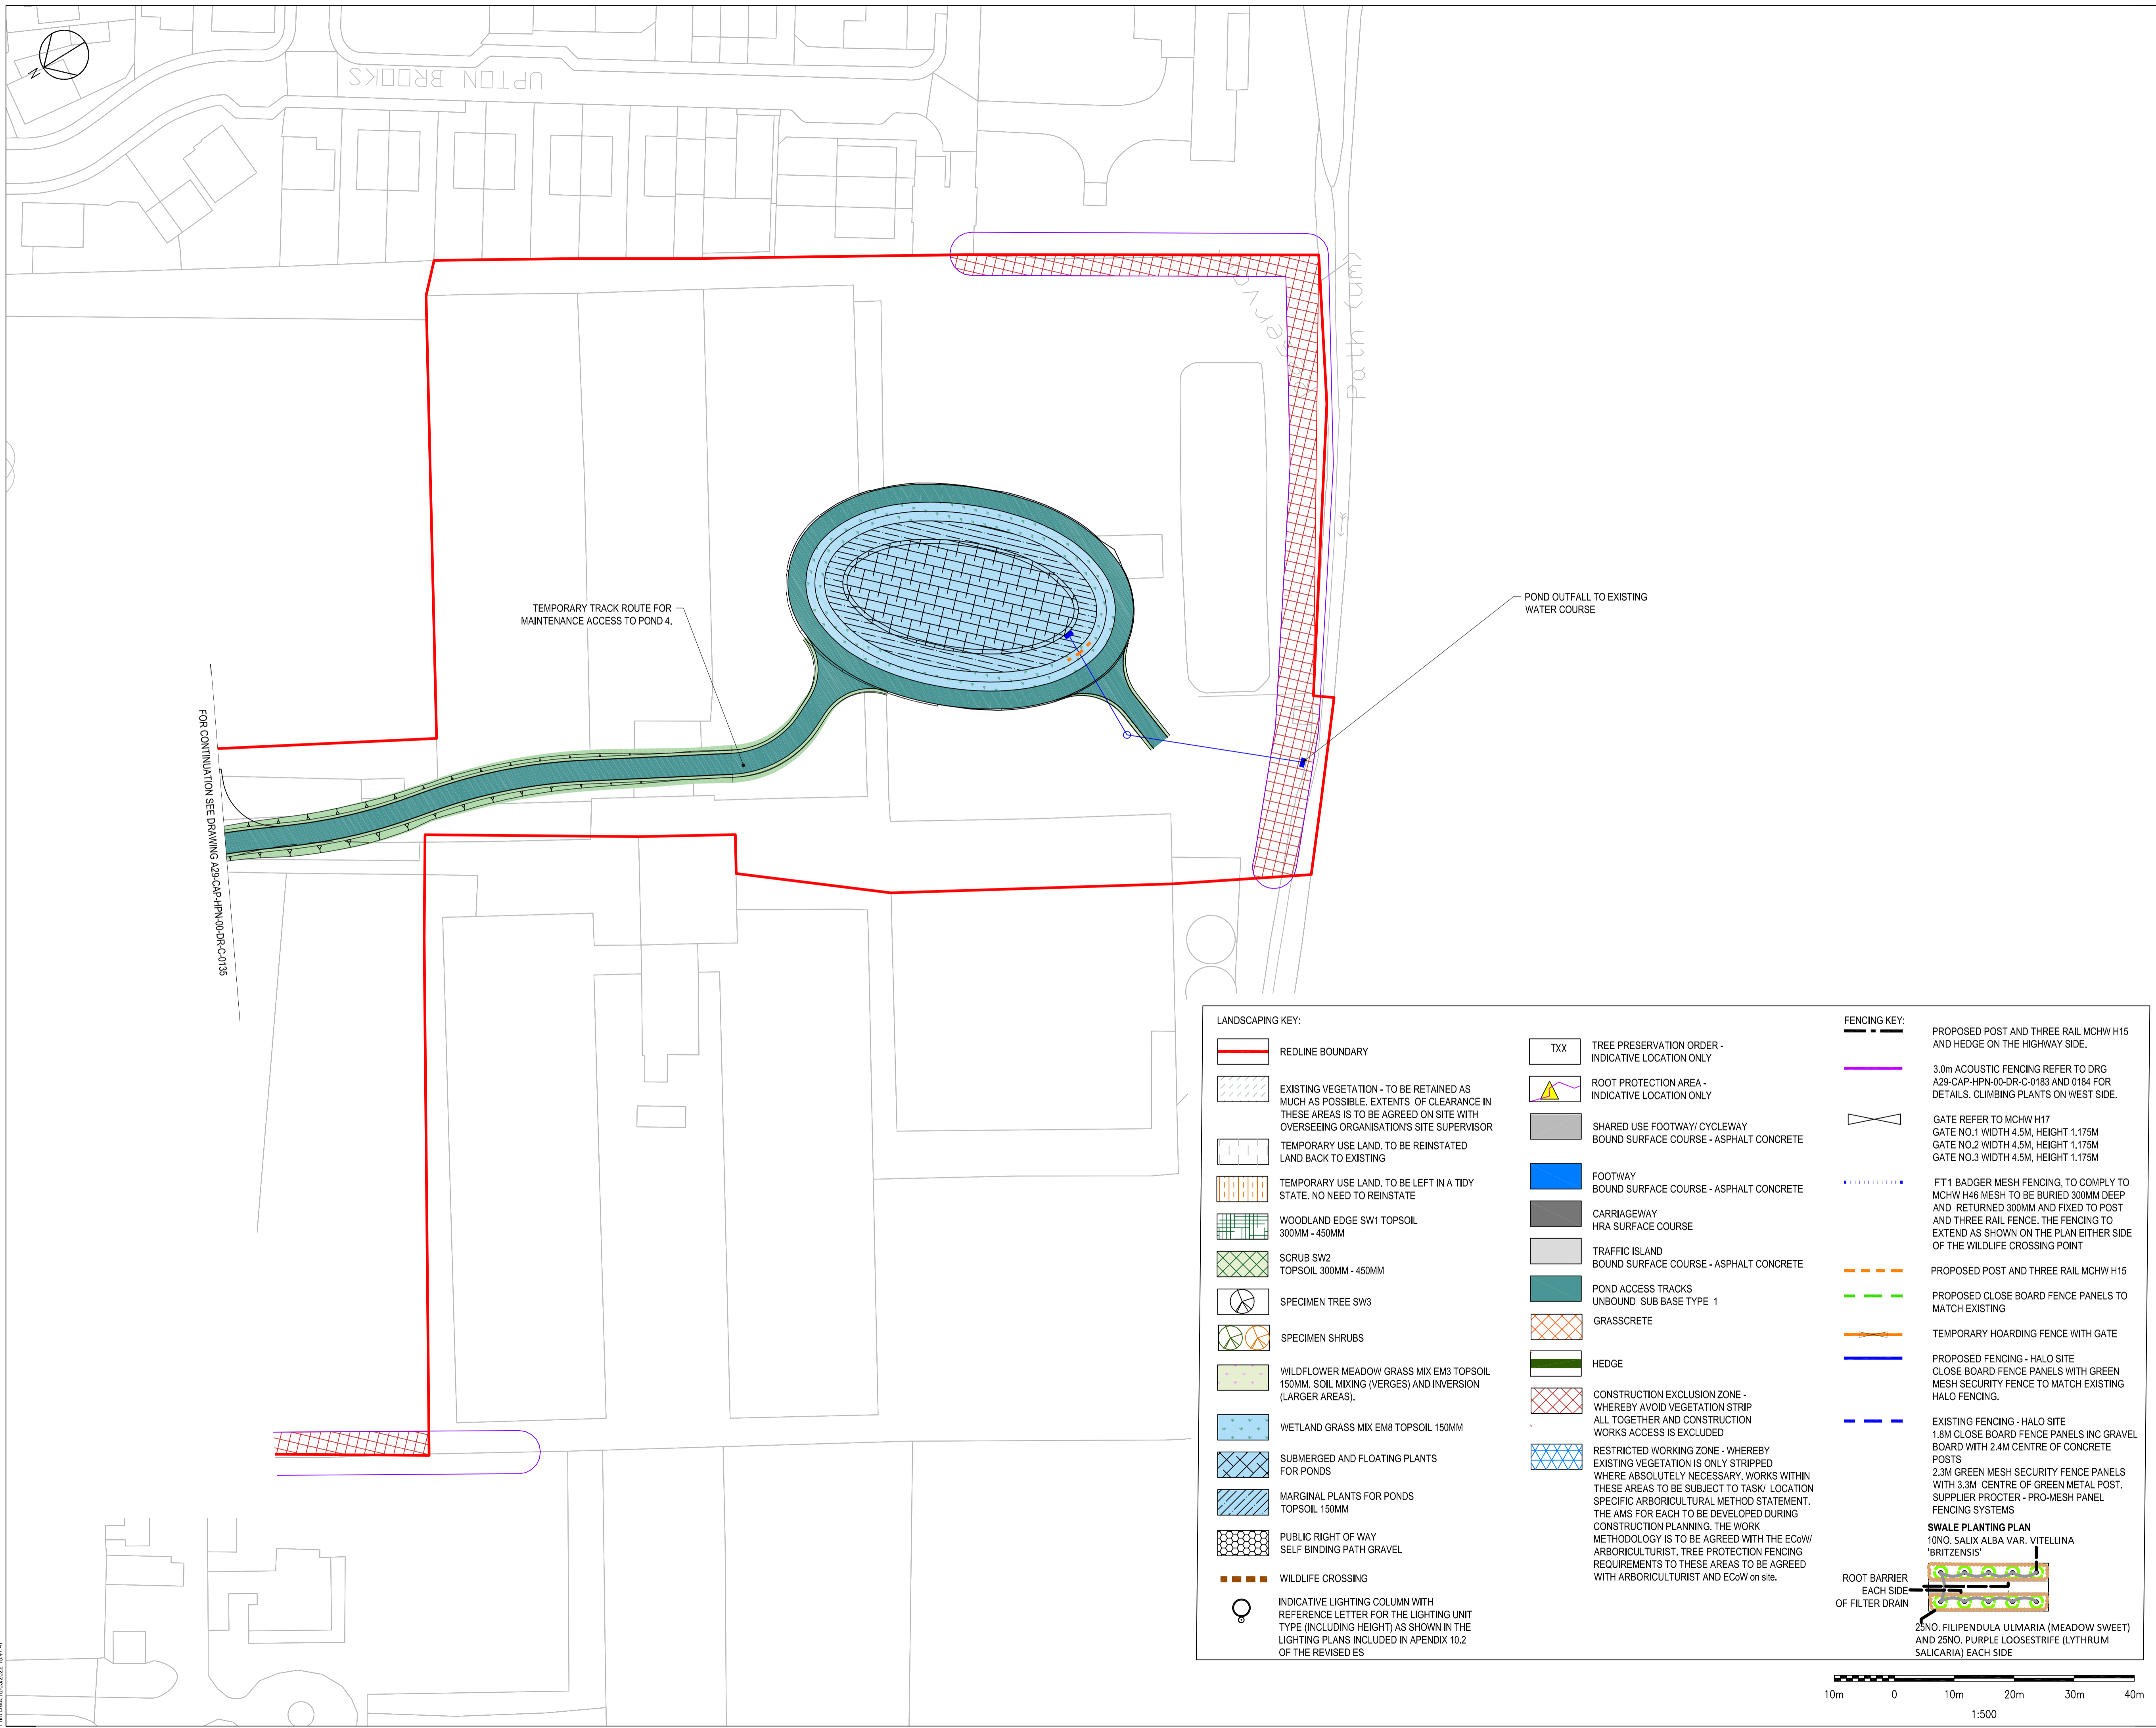 N
UPTON BROOKS
TEMPORARY TRACK ROUTE FOR
MAINTENANCE ACCESS TO POND 4.
POND OUTFALL TO EXISTING
WATER COURSE
FOR CONTINUATION SEE DRAWING A29-CAP-HPN-00-DR-C-0135
LANDSCAPING KEY:
REDLINE BOUNDARY
EXISTING VEGETATION - TO BE RETAINED AS
MUCH AS POSSIBLE. EXTENTS OF CLEARANCE IN
THESE AREAS IS TO BE AGREED ON SITE WITH
OVERSEEING ORGANISATION'S SITE SUPERVISOR
TEMPORARY USE LAND. TO BE REINSTATED
LAND BACK TO EXISTING
TEMPORARY USE LAND. TO BE LEFT IN A TIDY
STATE. NO NEED TO REINSTATE
WOODLAND EDGE SW1 TOPSOIL
300MM - 450MM
SCRUB SW2
TOPSOIL 300MM - 450MM
SPECIMEN TREE SW3
SPECIMEN SHRUBS
WILDFLOWER MEADOW GRASS MIX EM3 TOPSOIL
150MM. SOIL MIXING (VERGES) AND INVERSION
(LARGER AREAS).
WETLAND GRASS MIX EM8 TOPSOIL 150MM
SUBMERGED AND FLOATING PLANTS
FOR PONDS
MARGINAL PLANTS FOR PONDS
TOPSOIL 150MM
PUBLIC RIGHT OF WAY
SELF BINDING PATH GRAVEL
WILDLIFE CROSSING
INDICATIVE LIGHTING COLUMN WITH
REFERENCE LETTER FOR THE LIGHTING UNIT
TYPE (INCLUDING HEIGHT) AS SHOWN IN THE
LIGHTING PLANS INCLUDED IN APENDIX 10.2
OF THE REVISED ES
TXX
TREE PRESERVATION ORDER -
INDICATIVE LOCATION ONLY
ROOT PROTECTION AREA -
INDICATIVE LOCATION ONLY
SHARED USE FOOTWAY/ CYCLEWAY
BOUND SURFACE COURSE - ASPHALT CONCRETE
FOOTWAY
BOUND SURFACE COURSE - ASPHALT CONCRETE
CARRIAGEWAY
HRA SURFACE COURSE
TRAFFIC ISLAND
BOUND SURFACE COURSE - ASPHALT CONCRETE
POND ACCESS TRACKS
UNBOUND SUB BASE TYPE 1
GRASSCRETE
HEDGE
CONSTRUCTION EXCLUSION ZONE -
WHEREBY AVOID VEGETATION STRIP
ALL TOGETHER AND CONSTRUCTION
WORKS ACCESS IS EXCLUDED
RESTRICTED WORKING ZONE - WHEREBY
EXISTING VEGETATION IS ONLY STRIPPED
WHERE ABSOLUTELY NECESSARY. WORKS WITHIN
THESE AREAS TO BE SUBJECT TO TASK/ LOCATION
SPECIFIC ARBORICULTURAL METHOD STATEMENT.
THE AMS FOR EACH TO BE DEVELOPED DURING
CONSTRUCTION PLANNING. THE WORK
METHODOLOGY IS TO BE AGREED WITH THE ECoW/
ARBORICULTURIST. TREE PROTECTION FENCING
REQUIREMENTS TO THESE AREAS TO BE AGREED
WITH ARBORICULTURIST AND ECoW on site.
FENCING KEY:
PROPOSED POST AND THREE RAIL MCHW H15
AND HEDGE ON THE HIGHWAY SIDE.
3.0m ACOUSTIC FENCING REFER TO DRG
A29-CAP-HPN-00-DR-C-0183 AND 0184 FOR
DETAILS. CLIMBING PLANTS ON WEST SIDE.
GATE REFER TO MCHW H17
GATE NO.1 WIDTH 4.5M, HEIGHT 1.175M
GATE NO.2 WIDTH 4.5M, HEIGHT 1.175M
GATE NO.3 WIDTH 4.5M, HEIGHT 1.175M
FT1 BADGER MESH FENCING, TO COMPLY TO
MCHW H46 MESH TO BE BURIED 300MM DEEP
AND RETURNED 300MM AND FIXED TO POST
AND THREE RAIL FENCE. THE FENCING TO
EXTEND AS SHOWN ON THE PLAN EITHER SIDE
OF THE WILDLIFE CROSSING POINT
PROPOSED POST AND THREE RAIL MCHW H15
PROPOSED CLOSE BOARD FENCE PANELS TO
MATCH EXISTING
TEMPORARY HOARDING FENCE WITH GATE
PROPOSED FENCING - HALO SITE
CLOSE BOARD FENCE PANELS WITH GREEN
MESH SECURITY FENCE TO MATCH EXISTING
HALO FENCING.
EXISTING FENCING - HALO SITE
1.8M CLOSE BOARD FENCE PANELS INC GRAVEL
BOARD WITH 2.4M CENTRE OF CONCRETE
POSTS
2.3M GREEN MESH SECURITY FENCE PANELS
WITH 3.3M CENTRE OF GREEN METAL POST.
SUPPLIER PROCTER - PRO-MESH PANEL
FENCING SYSTEMS
SWALE PLANTING PLAN
10NO. SALIX ALBA VAR. VITELLINA
'BRITZENSIS'
ROOT BARRIER
EACH SIDE
OF FILTER DRAIN
25NO. FILIPENDULA ULMARIA (MEADOW SWEET)
AND 25NO. PURPLE LOOSESTRIFE (LYTHRUM
SALICARIA) EACH SIDE
10m 0 10m 20m 30m 40m
1:500